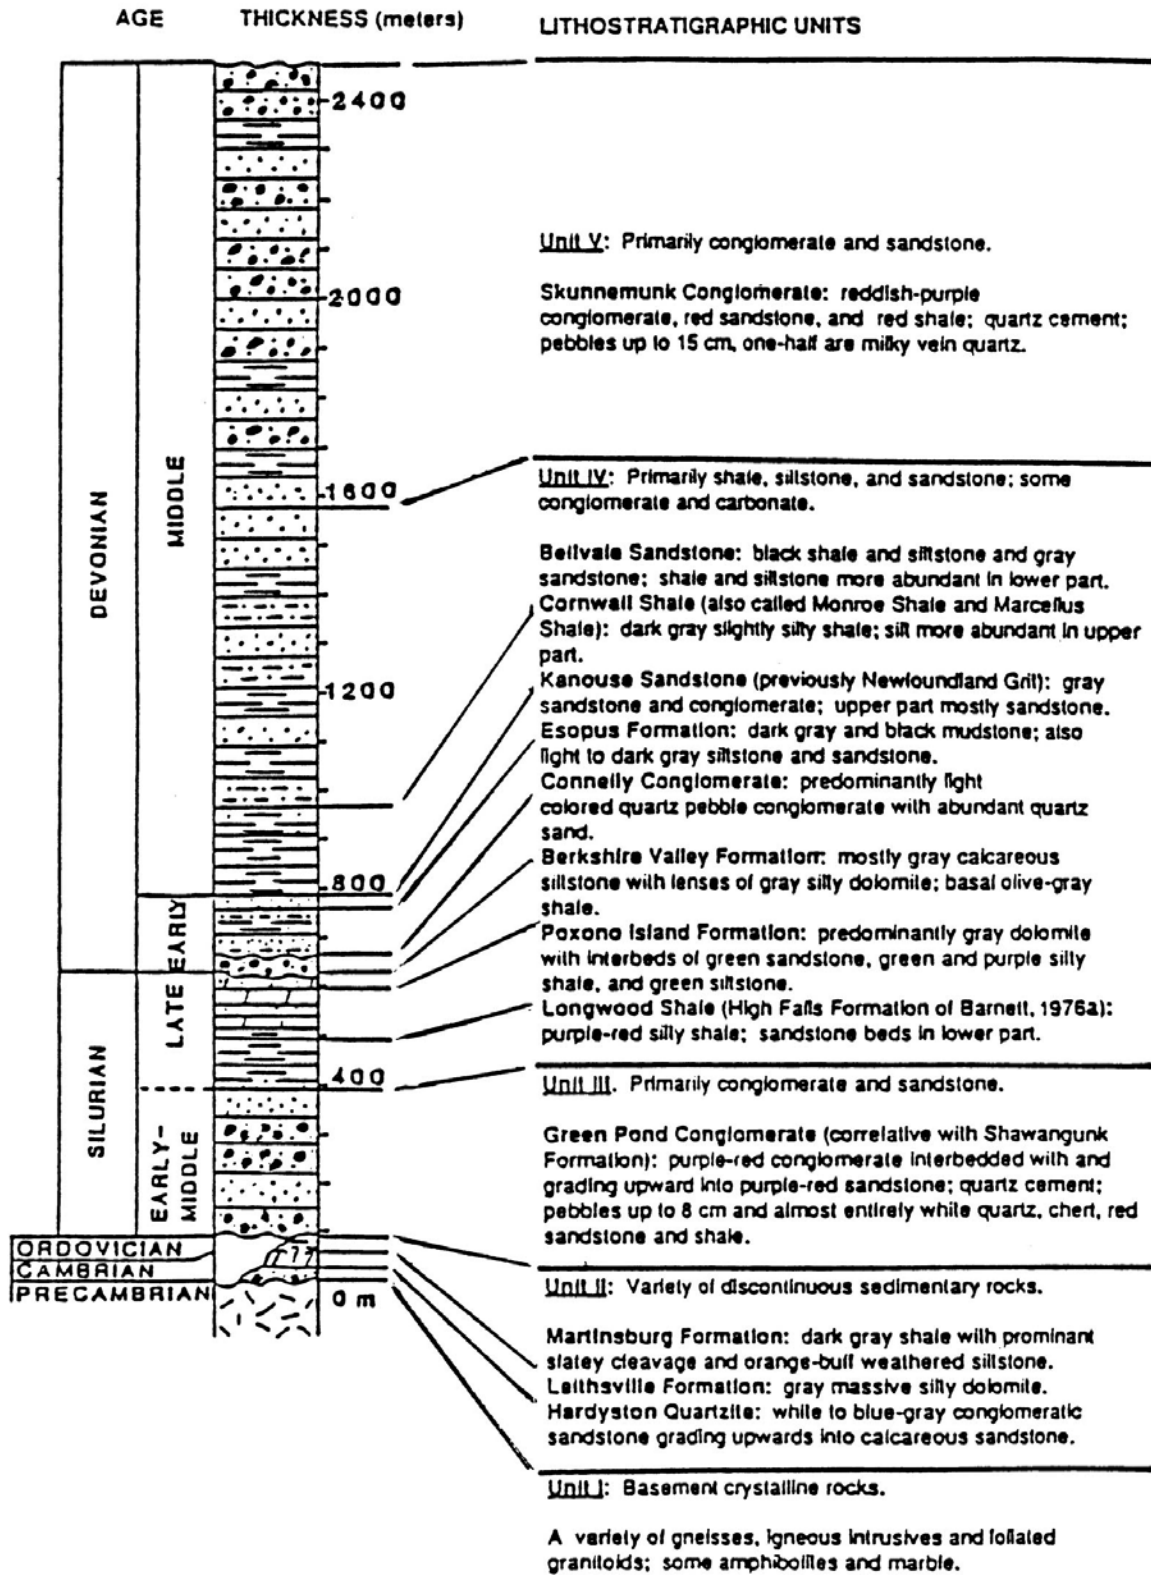 AGE THICKNESS (meters) LITHOSTRATIGRAPHIC UNITS
2400
2000
1600
1200
800
400
0 m
DEVONIAN
MIDDLE
EARLY
SILURIAN
LATE
EARLY-
MIDDLE
ORDOVICIAN
CAMBRIAN
PRECAMBRIAN
??
Unit V: Primarily conglomerate and sandstone.
Skunnemunk Conglomerate: reddish-purple
conglomerate, red sandstone, and red shale; quartz cement;
pebbles up to 15 cm, one-half are milky vein quartz.
Unit IV: Primarily shale, siltstone, and sandstone; some
conglomerate and carbonate.
Bellvale Sandstone: black shale and siltstone and gray
sandstone; shale and siltstone more abundant in lower part.
Cornwall Shale (also called Monroe Shale and Marcellus
Shale): dark gray slightly silty shale; silt more abundant in upper
part.
Kanouse Sandstone (previously Newfoundland Grit): gray
sandstone and conglomerate; upper part mostly sandstone.
Esopus Formation: dark gray and black mudstone; also
light to dark gray siltstone and sandstone.
Connelly Conglomerate: predominantly light
colored quartz pebble conglomerate with abundant quartz
sand.
Berkshire Valley Formation: mostly gray calcareous
siltstone with lenses of gray silty dolomite; basal olive-gray
shale.
Poxono Island Formation: predominantly gray dolomite
with interbeds of green sandstone, green and purple silty
shale, and green siltstone.
Longwood Shale (High Falls Formation of Barnett, 1976a):
purple-red silty shale; sandstone beds in lower part.
Unit III. Primarily conglomerate and sandstone.
Green Pond Conglomerate (correlative with Shawangunk
Formation): purple-red conglomerate interbedded with and
grading upward into purple-red sandstone; quartz cement;
pebbles up to 8 cm and almost entirely white quartz, chert, red
sandstone and shale.
Unit II: Variety of discontinuous sedimentary rocks.
Martinsburg Formation: dark gray shale with prominant
slatey cleavage and orange-buff weathered siltstone.
Leithsville Formation: gray massive silty dolomite.
Hardyston Quartzite: white to blue-gray conglomeratic
sandstone grading upwards into calcareous sandstone.
Unit I: Basement crystalline rocks.
A variety of gneisses, igneous intrusives and foliated
granitoids; some amphibolites and marble.